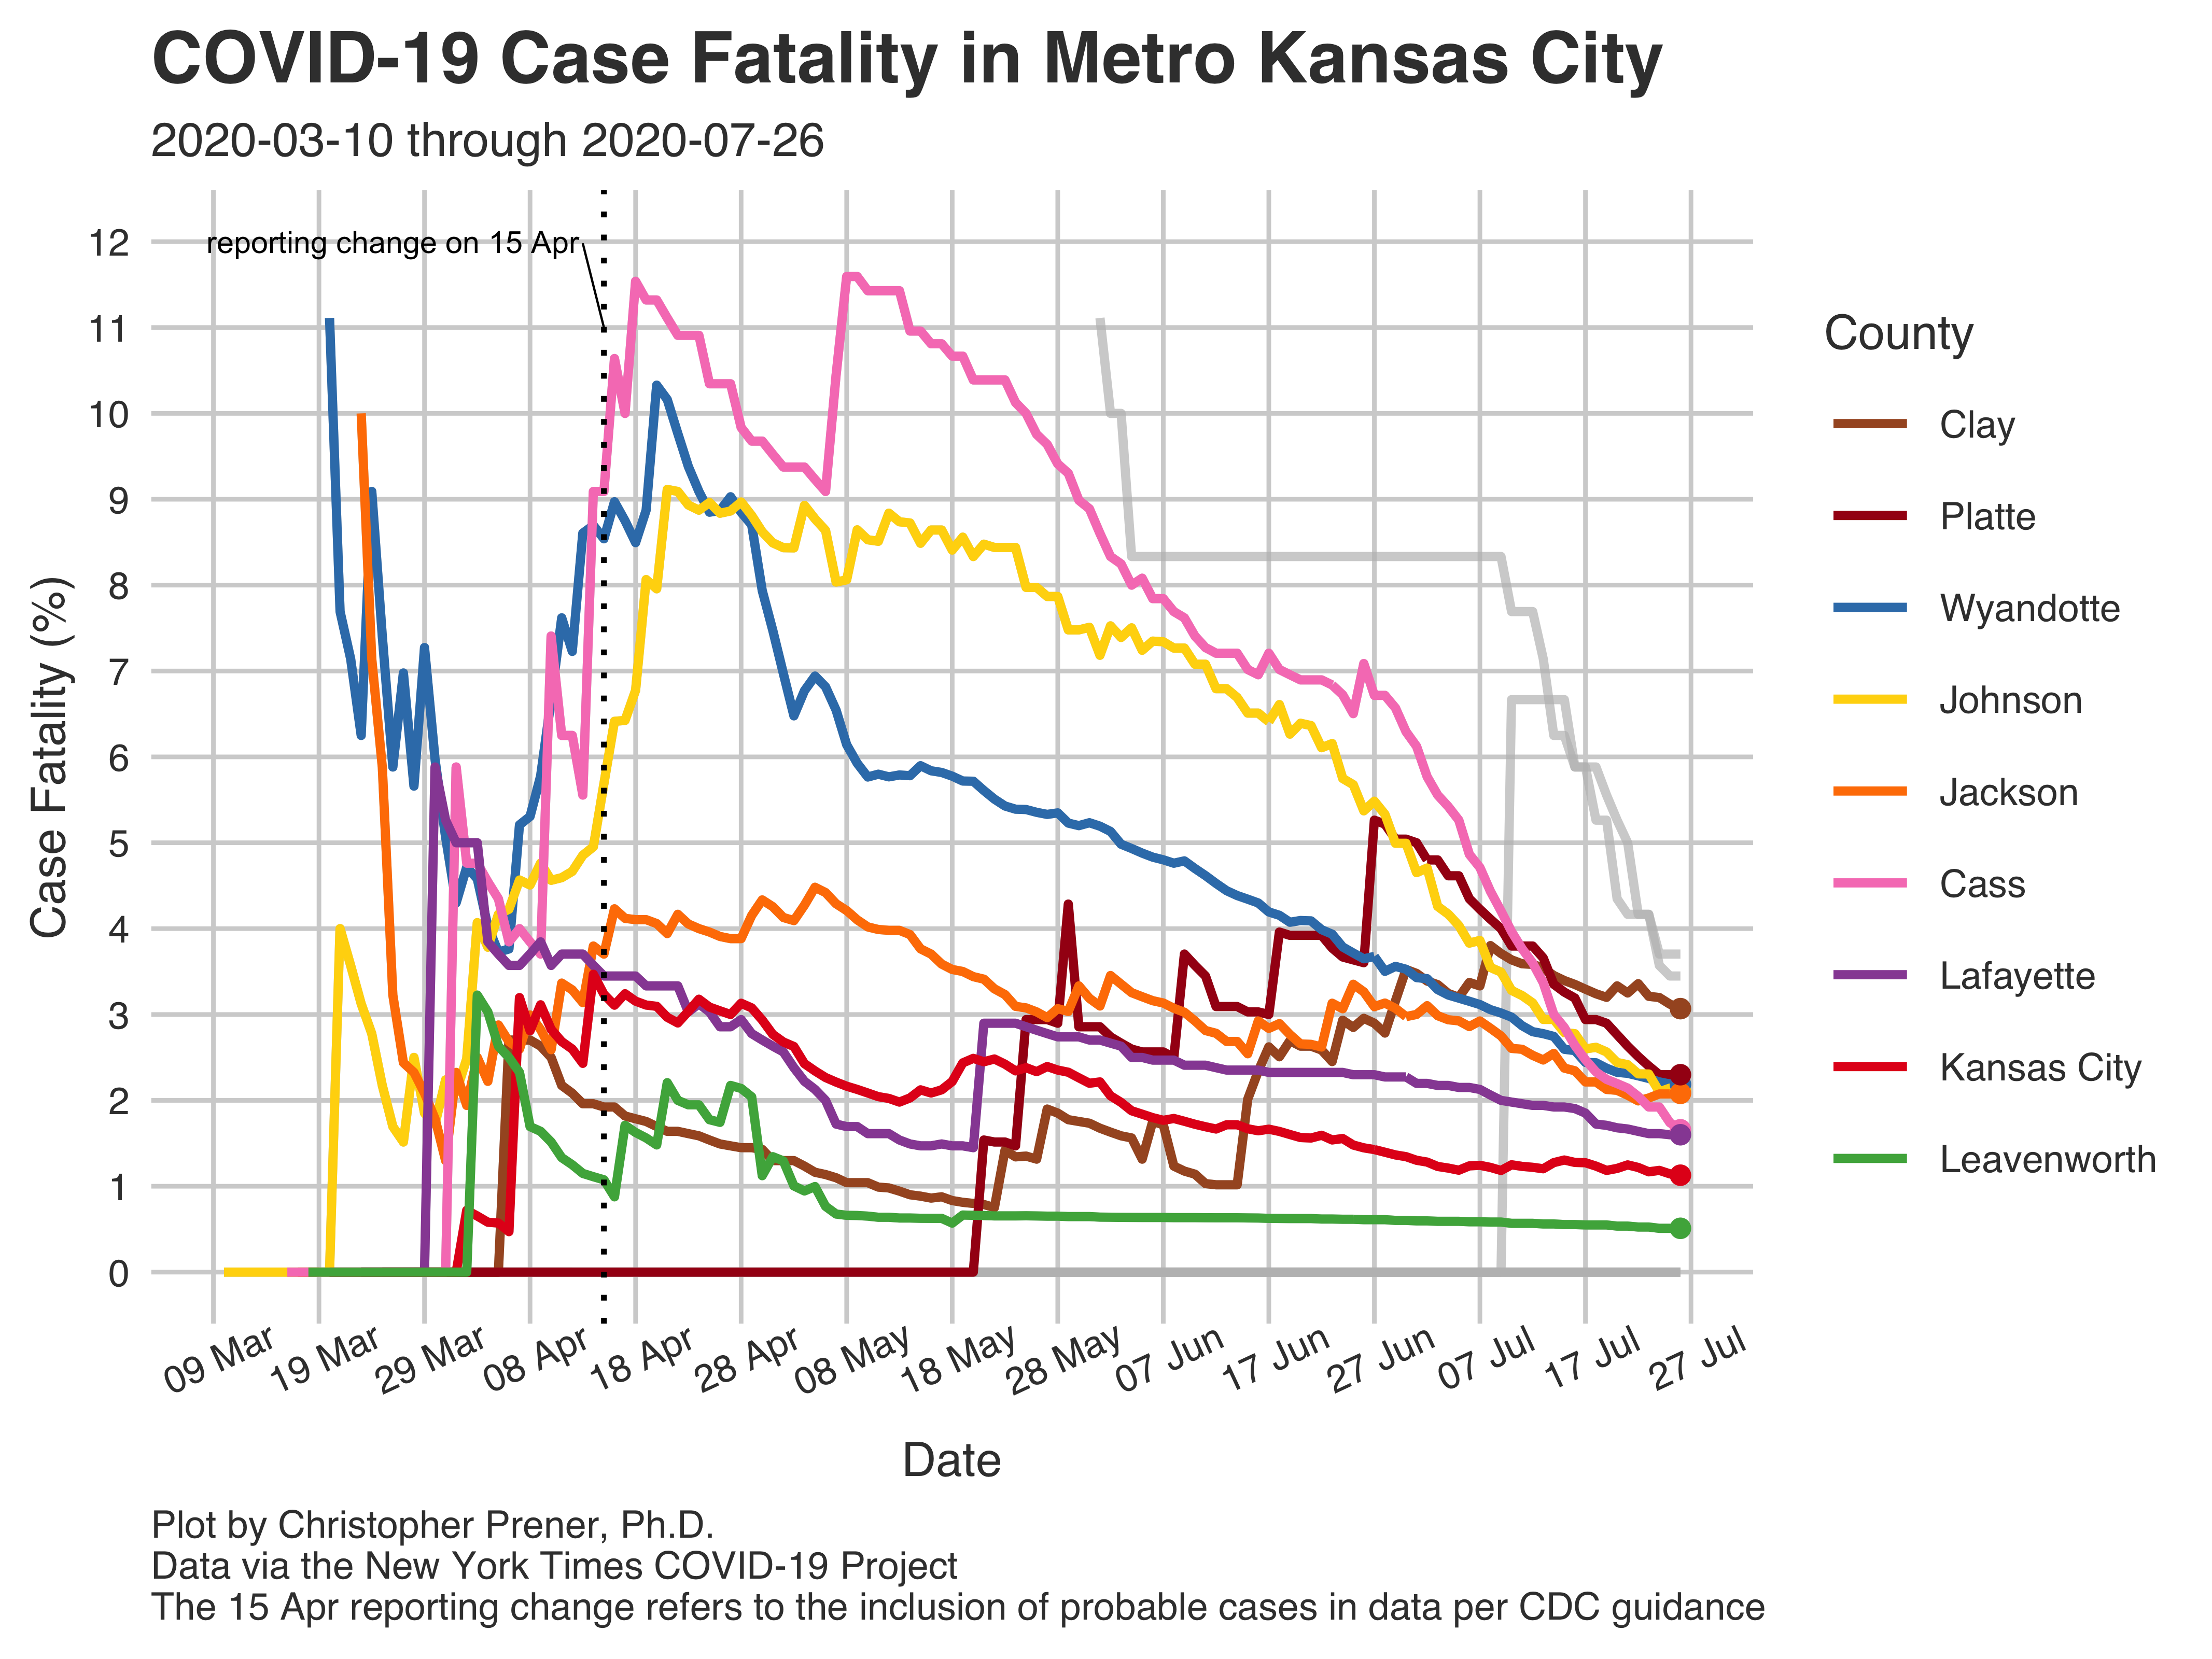 COVID-19 Case Fatality in Metro Kansas City
2020-03-10 through 2020-07-26
reporting change on 15 Apr
12
11
10
9
8
7
6
5
4
3
2
1
0
Case Fatality (%)
09 Mar
19 Mar
29 Mar
08 Apr
18 Apr
28 Apr
08 May
18 May
28 May
07 Jun
17 Jun
27 Jun
07 Jul
17 Jul
27 Jul
Date
County
Clay
Platte
Wyandotte
Johnson
Jackson
Cass
Lafayette
Kansas City
Leavenworth
Plot by Christopher Prener, Ph.D.
Data via the New York Times COVID-19 Project
The 15 Apr reporting change refers to the inclusion of probable cases in data per CDC guidance